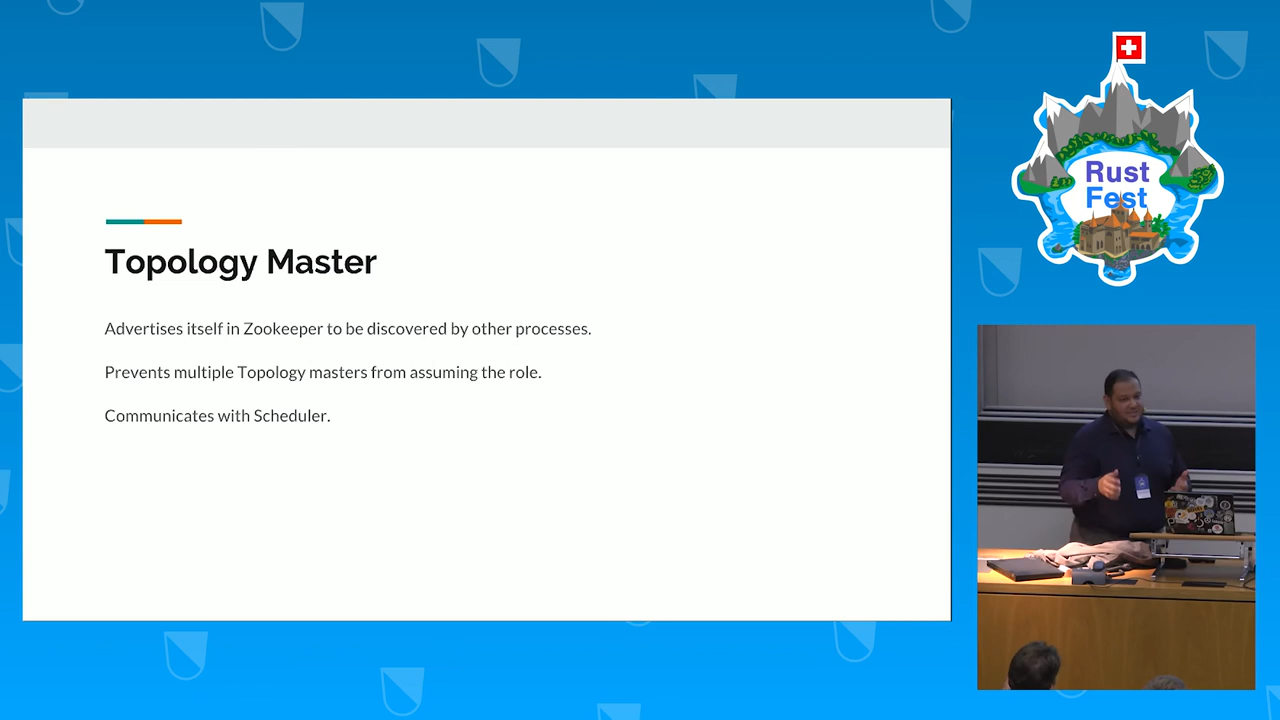 Topology Master
Advertises itself in Zookeeper to be discovered by other processes.
Prevents multiple Topology masters from assuming the role.
Communicates with Scheduler.
Rust
Fest